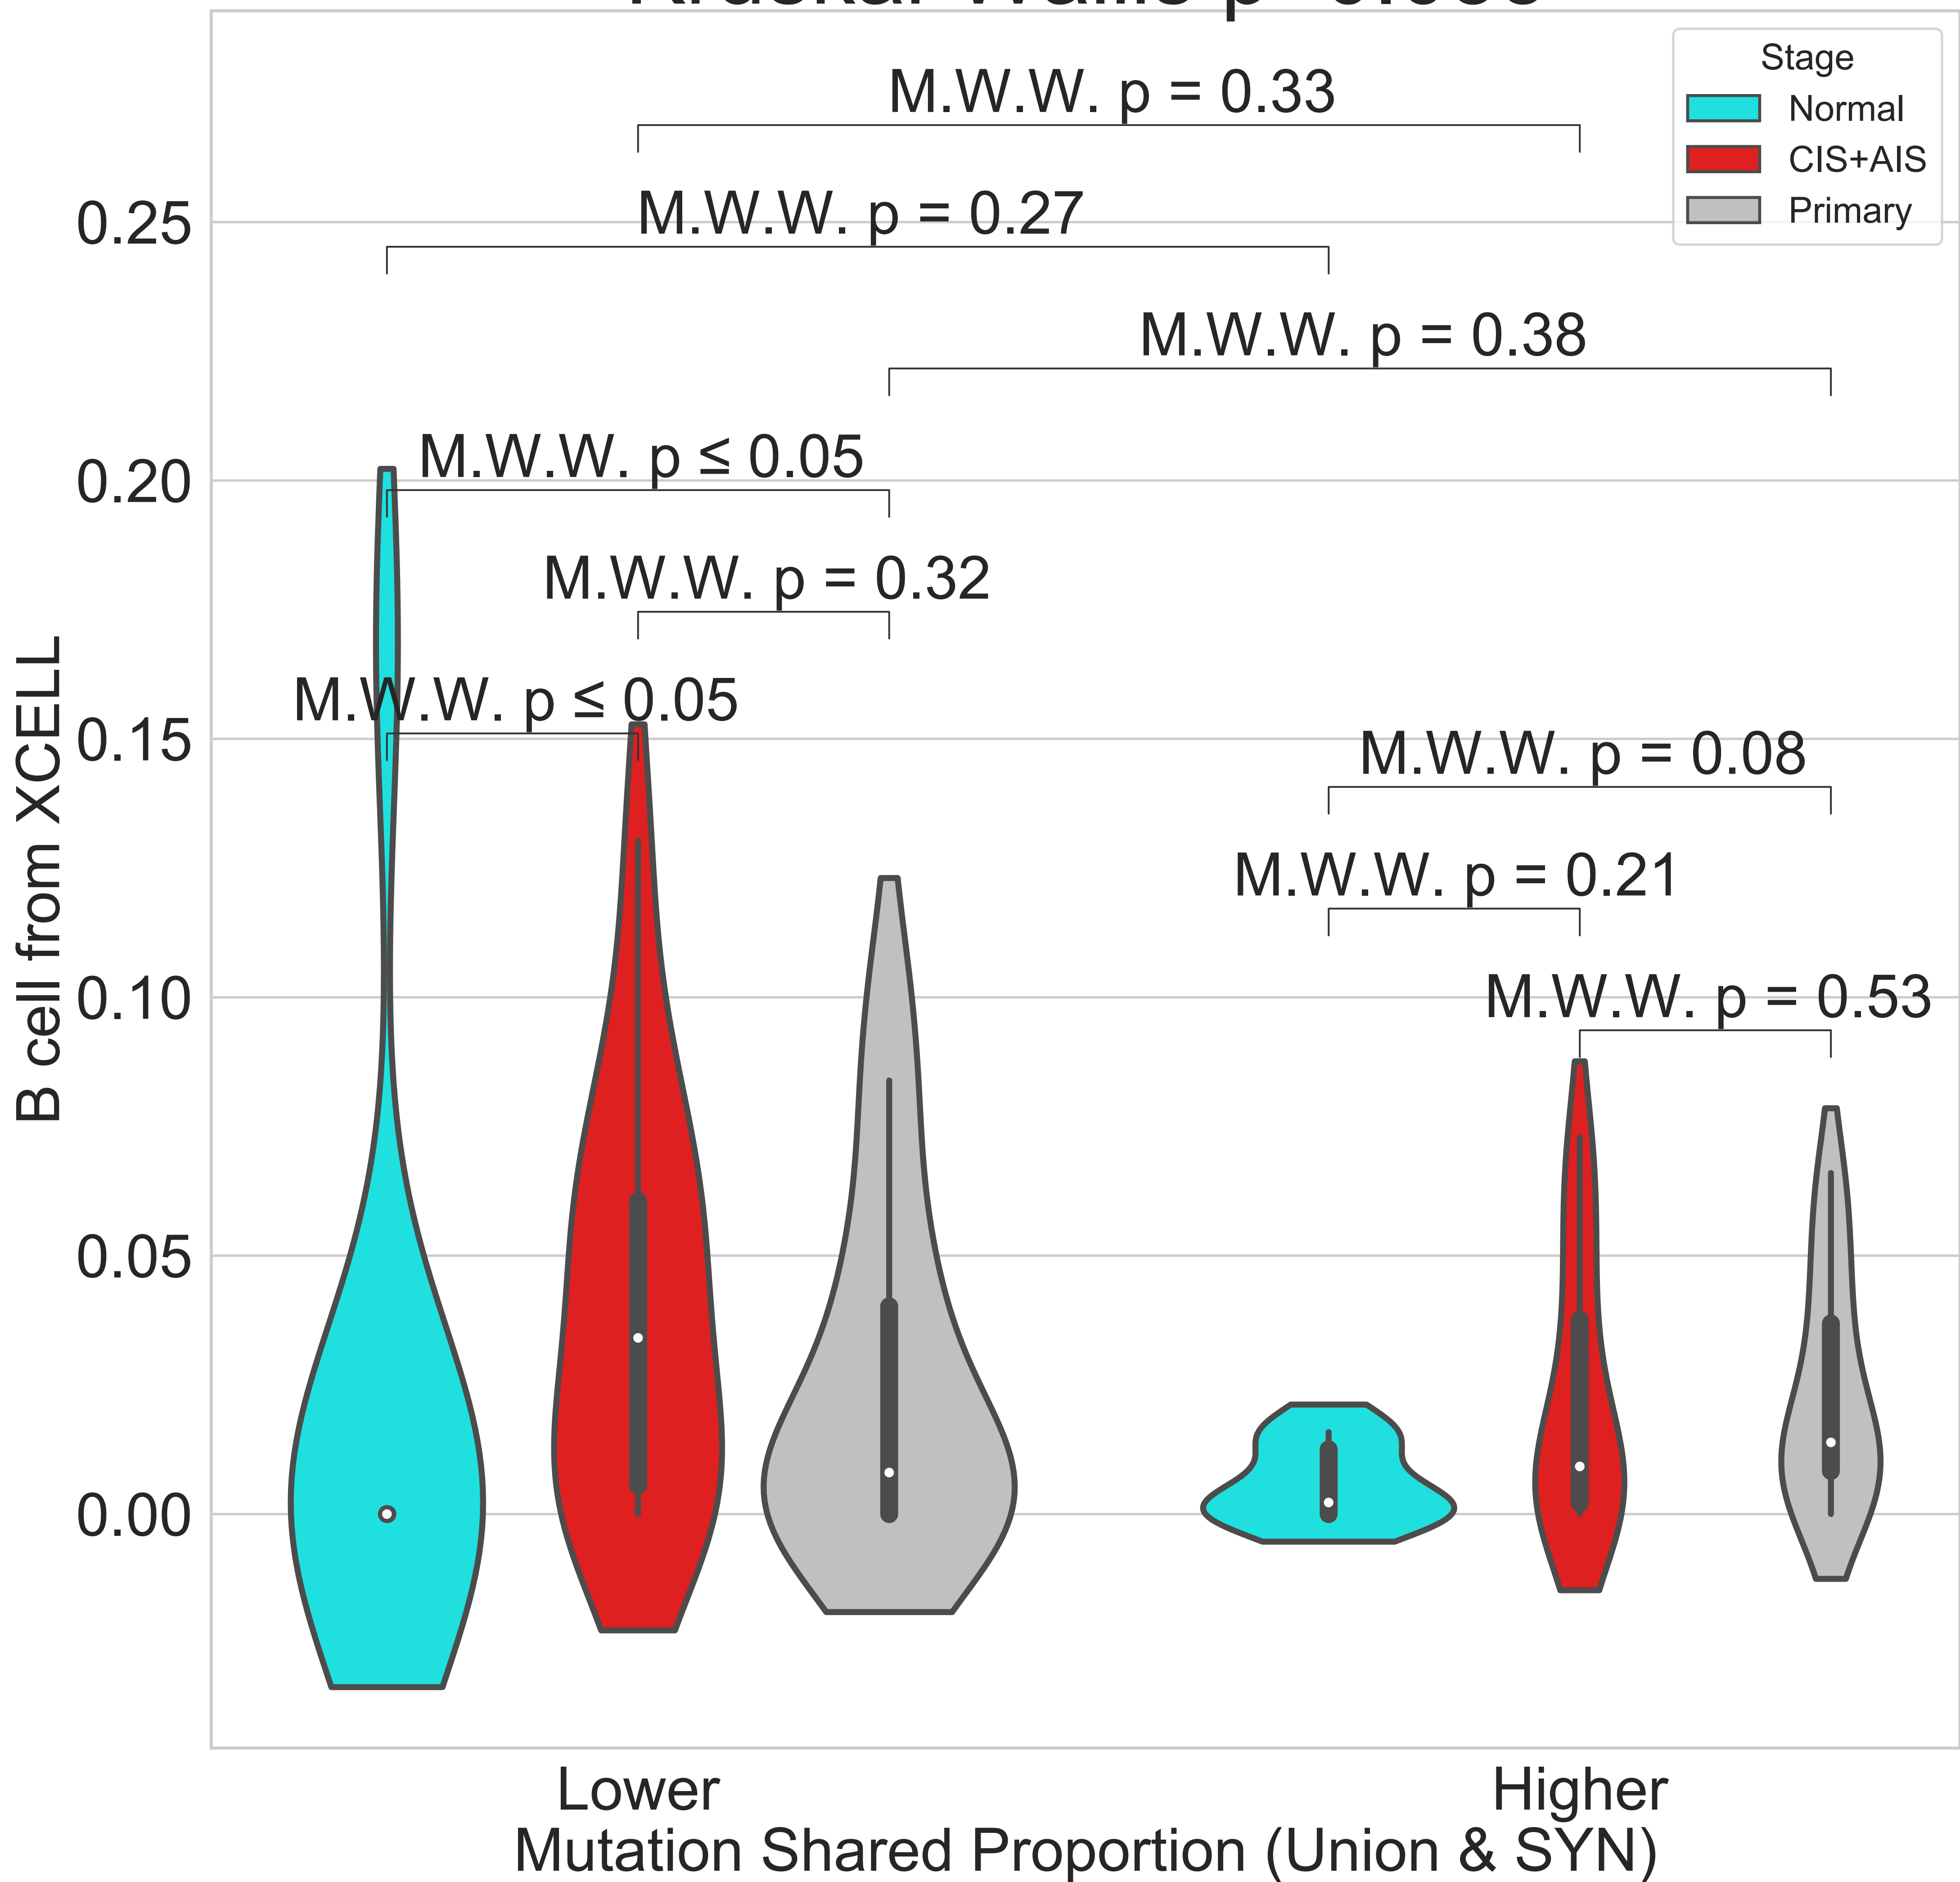 Stage
Normal
CIS+AIS
Primary
M.W.W. p = 0.33
M.W.W. p = 0.27
M.W.W. p = 0.38
M.W.W. p ≤ 0.05
M.W.W. p = 0.32
M.W.W. p ≤ 0.05
M.W.W. p = 0.08
M.W.W. p = 0.21
M.W.W. p = 0.53
B cell from XCELL
0.25
0.20
0.15
0.10
0.05
0.00
Lower
Higher
Mutation Shared Proportion (Union & SYN)